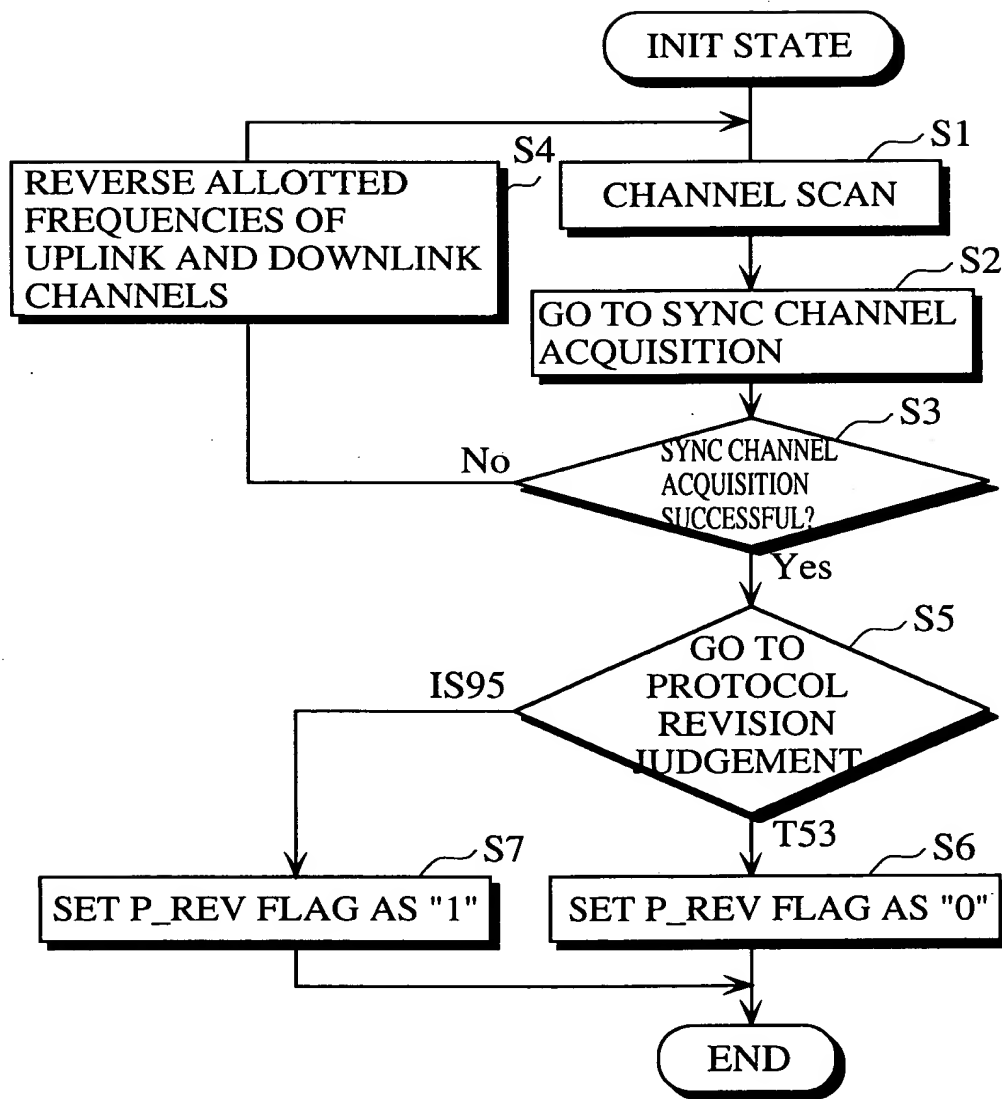 INIT STATE
S4
REVERSE ALLOTTED
FREQUENCIES OF
UPLINK AND DOWNLINK
CHANNELS
S1
CHANNEL SCAN
S2
GO TO SYNC CHANNEL
ACQUISITION
S3
SYNC CHANNEL
ACQUISITION
SUCCESSFUL?
No
Yes
S5
GO TO
PROTOCOL
REVISION
JUDGEMENT
IS95
T53
S7
SET P_REV FLAG AS "1"
S6
SET P_REV FLAG AS "0"
END